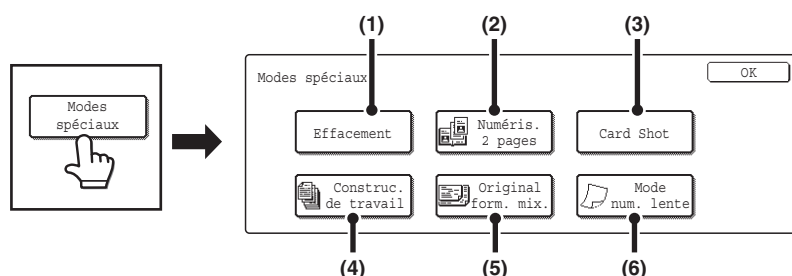 (1)
(2)
(3)
Modes
spéciaux
Modes spéciaux
OK
Effacement
Numéris.
2 pages
Card Shot
Construc.
de travail
Original
form. mix.
Mode
num. lente
(4)
(5)
(6)